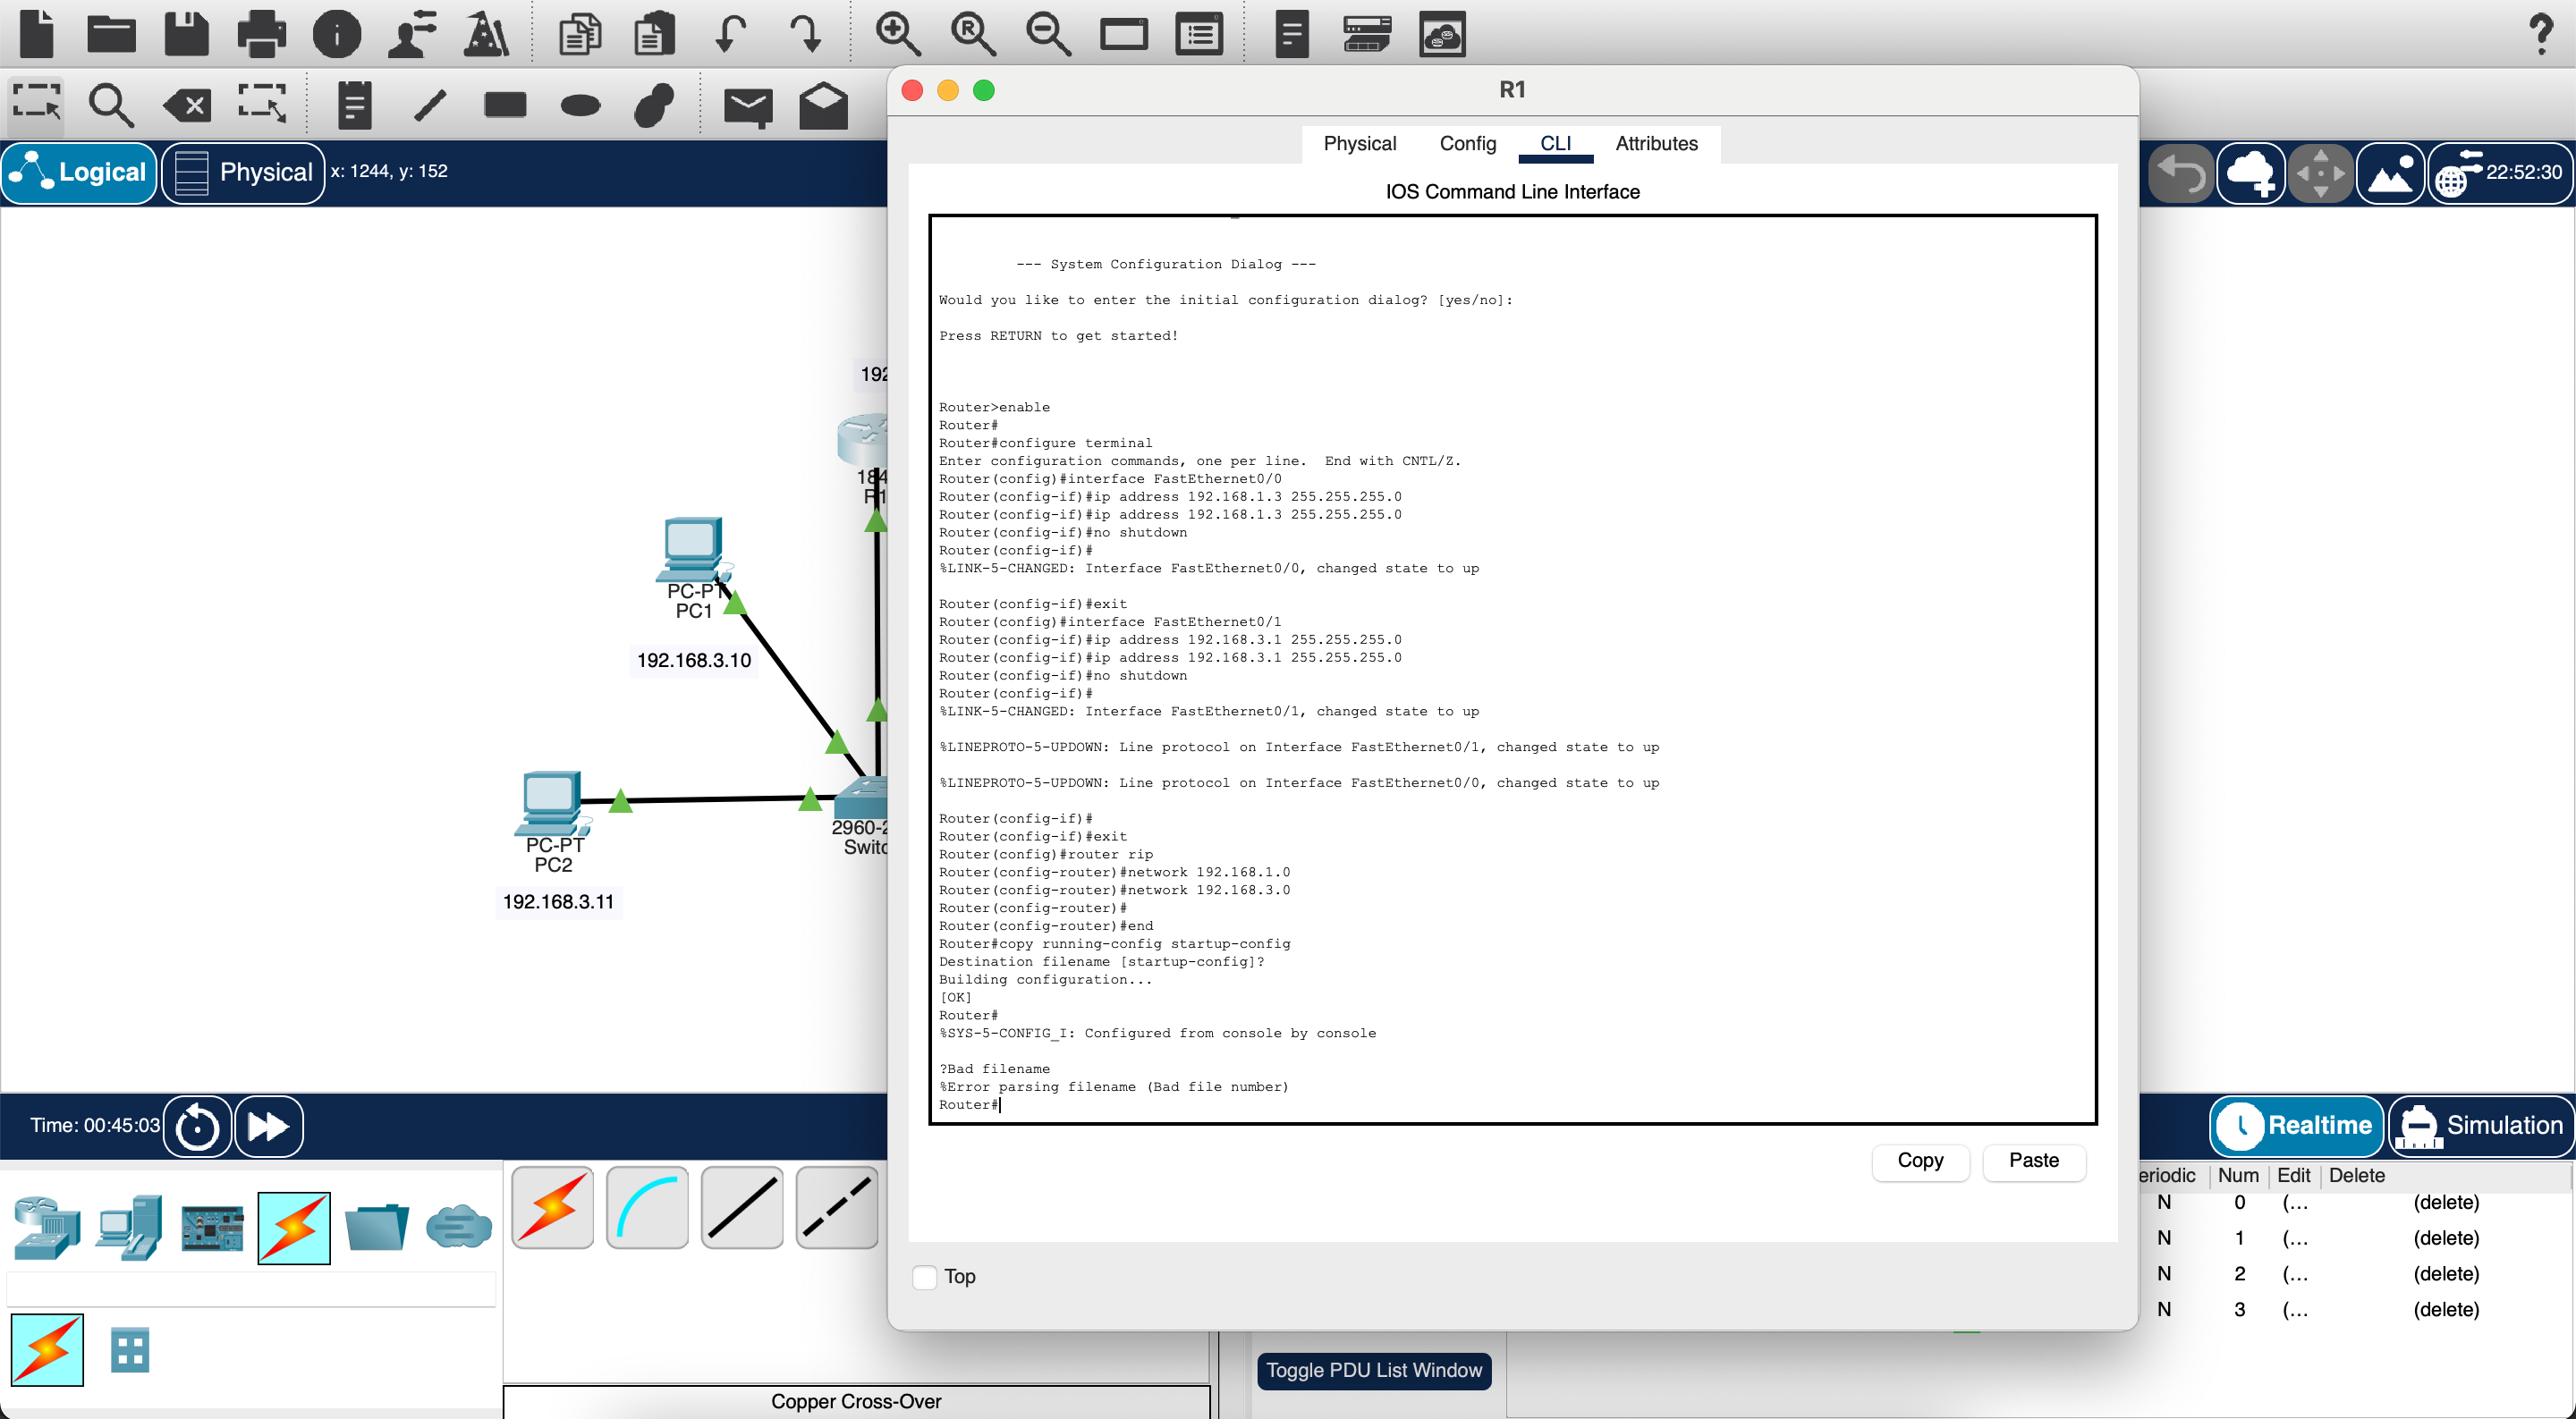 R1
Physical Config CLI Attributes
Logical
Physical
x: 1244, y: 152
22:52:30
IOS Command Line Interface
--- System Configuration Dialog ---
Would you like to enter the initial configuration dialog? [yes/no]:
Press RETURN to get started!
Router>enable
Router#
Router#configure terminal
Enter configuration commands, one per line.  End with CNTL/Z.
Router(config)#interface FastEthernet0/0
Router(config-if)#ip address 192.168.1.3 255.255.255.0
Router(config-if)#ip address 192.168.1.3 255.255.255.0
Router(config-if)#no shutdown
Router(config-if)#
%LINK-5-CHANGED: Interface FastEthernet0/0, changed state to up
Router(config-if)#exit
Router(config)#interface FastEthernet0/1
Router(config-if)#ip address 192.168.3.1 255.255.255.0
Router(config-if)#ip address 192.168.3.1 255.255.255.0
Router(config-if)#no shutdown
Router(config-if)#
%LINK-5-CHANGED: Interface FastEthernet0/1, changed state to up
%LINEPROTO-5-UPDOWN: Line protocol on Interface FastEthernet0/1, changed state to up
%LINEPROTO-5-UPDOWN: Line protocol on Interface FastEthernet0/0, changed state to up
Router(config-if)#
Router(config-if)#exit
Router(config)#router rip
Router(config-router)#network 192.168.1.0
Router(config-router)#network 192.168.3.0
Router(config-router)#
Router(config-router)#end
Router#copy running-config startup-config
Destination filename [startup-config]?
Building configuration...
[OK]
Router#
%SYS-5-CONFIG_I: Configured from console by console
?Bad filename
%Error parsing filename (Bad file number)
Router#
Copy Paste
Top
192
184
R1
PC-PT
PC1
192.168.3.10
PC-PT
PC2
192.168.3.11
2960-2
Switc
Time: 00:45:03
Realtime
Simulation
eriodic Num Edit Delete
N 0 (... (delete)
N 1 (... (delete)
N 2 (... (delete)
N 3 (... (delete)
Toggle PDU List Window
Copper Cross-Over